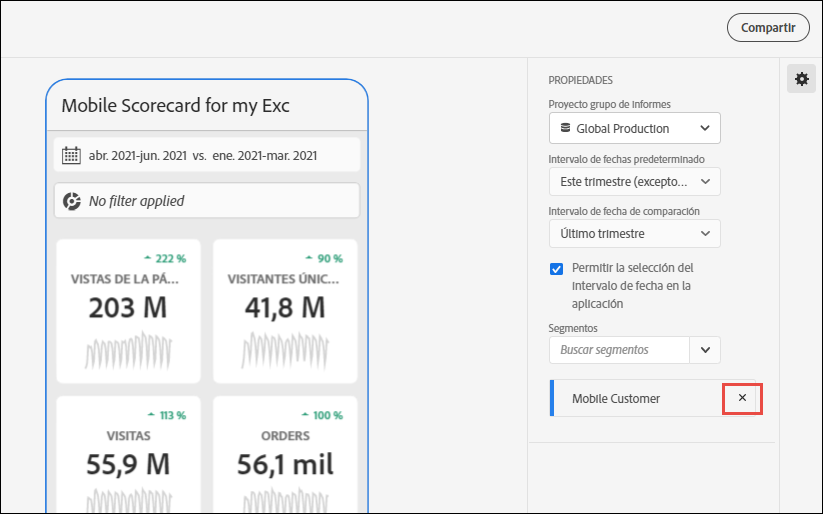 Compartir
Mobile Scorecard for my Exc
abr. 2021-jun. 2021 vs. ene. 2021-mar. 2021
No filter applied
222 %
VISTAS DE LA PÁ...
203 M
90 %
VISITANTES ÚNIC...
41,8 M
113 %
VISITAS
55,9 M
100 %
ORDERS
56,1 mil
PROPIEDADES
Proyecto grupo de informes
Global Production
Intervalo de fechas predeterminado
Este trimestre (excepto...
Intervalo de fecha de comparación
Último trimestre
Permitir la selección del
intervalo de fecha en la
aplicación
Segmentos
Buscar segmentos
Mobile Customer